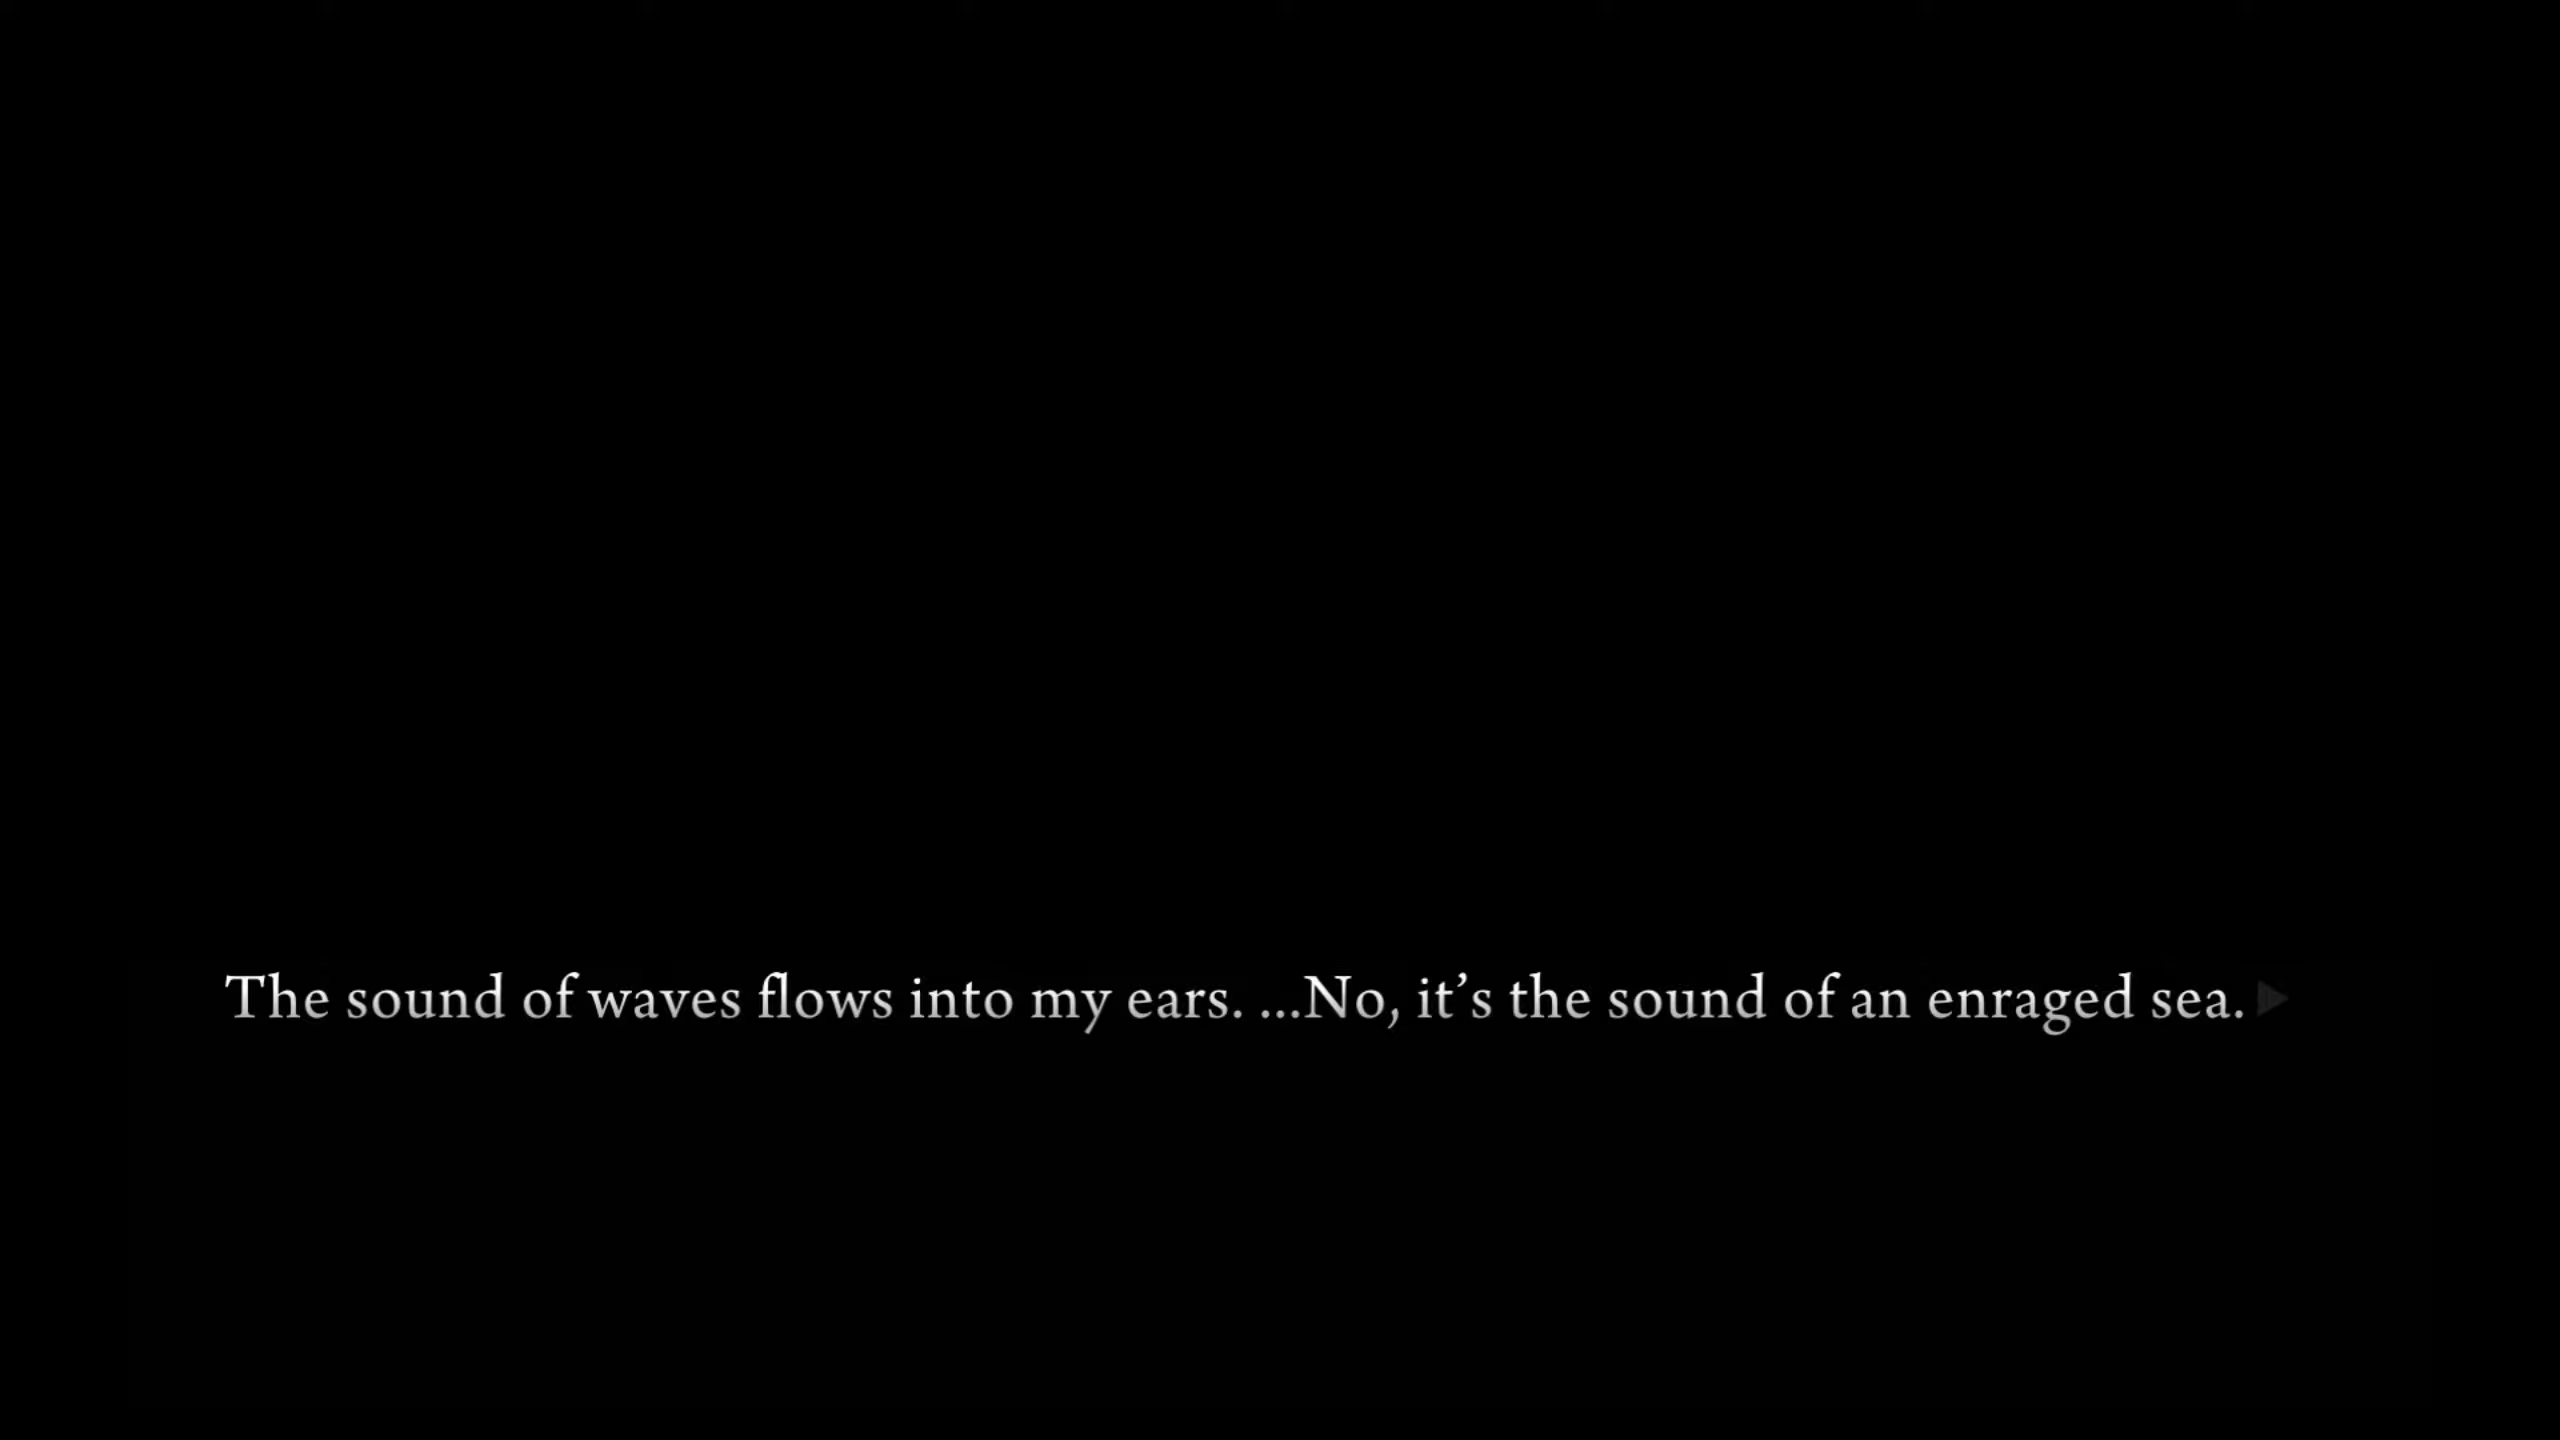 The sound of waves flows into my ears. ...No, it’s the sound of an enraged sea.